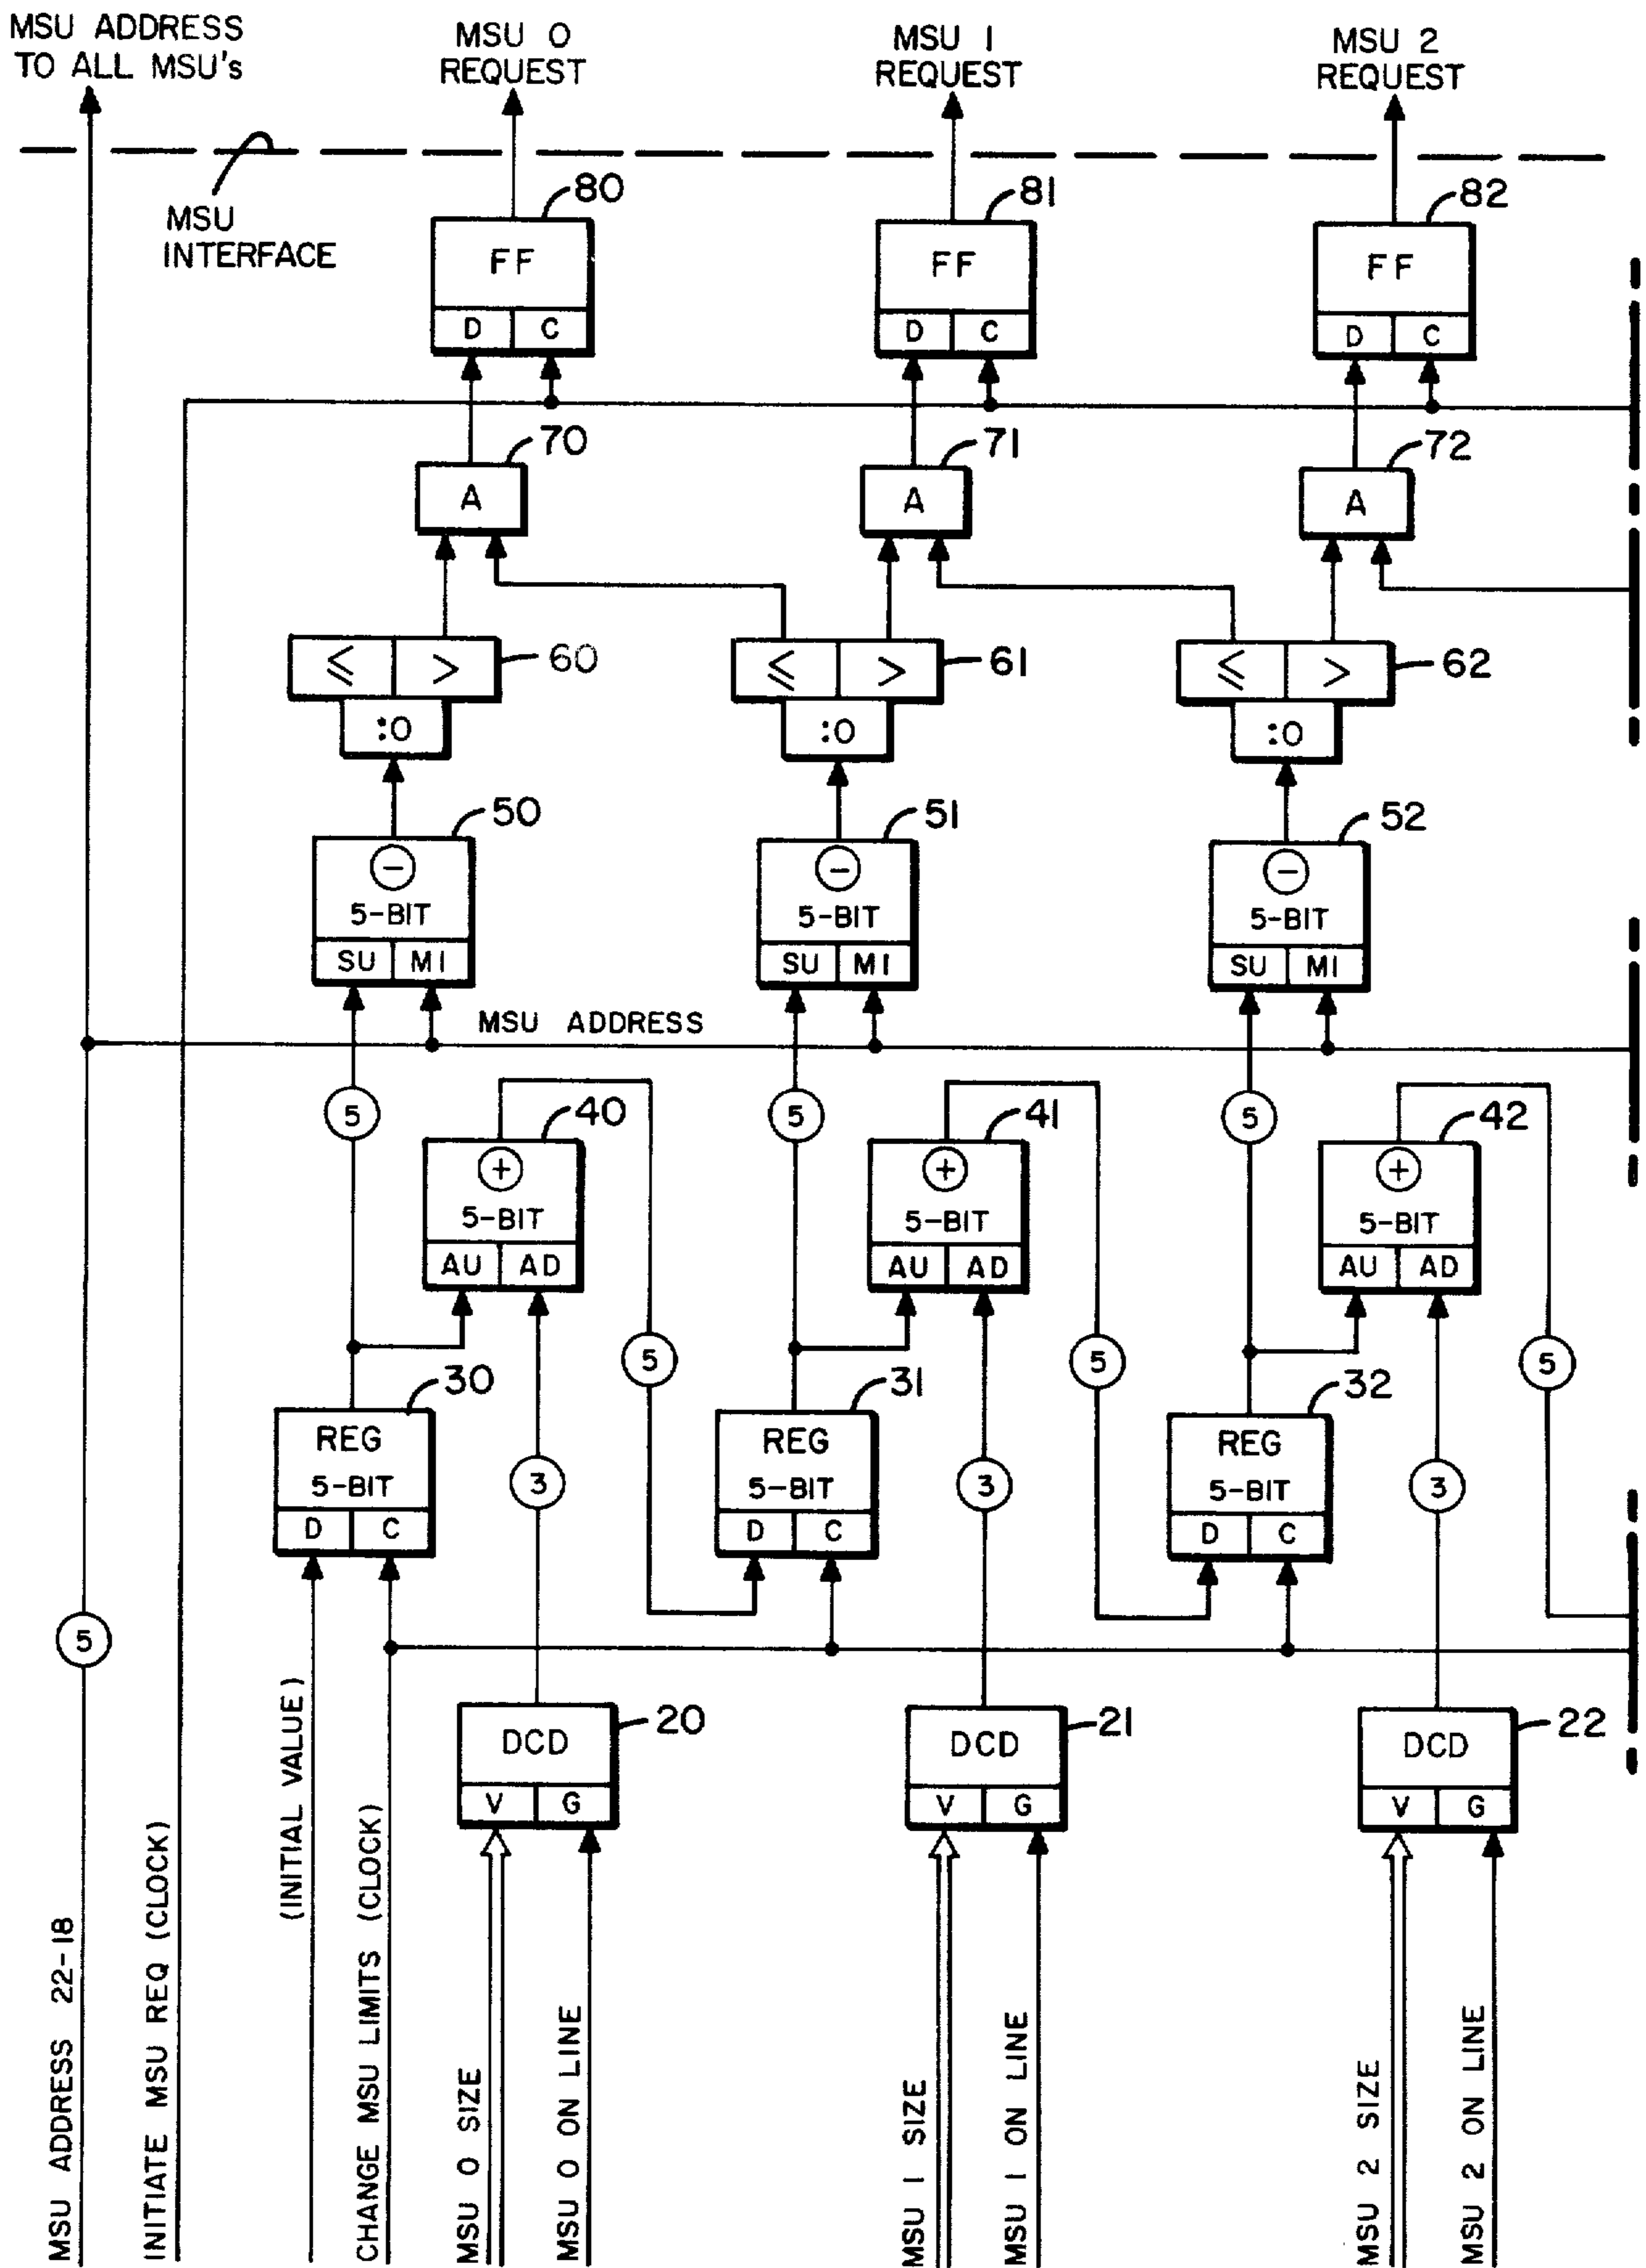 MSU ADDRESS
TO ALL MSU's
MSU 0
REQUEST
MSU 1
REQUEST
MSU 2
REQUEST
MSU
INTERFACE
80
FF
D C
81
FF
D C
82
FF
D C
70
A
71
A
72
A
≤ >
:0
60
≤ >
:0
61
≤ >
:0
62
50
−
5-BIT
SU MI
51
−
5-BIT
SU MI
52
−
5-BIT
SU MI
MSU ADDRESS
5
5
5
40
+
5-BIT
AU AD
41
+
5-BIT
AU AD
42
+
5-BIT
AU AD
5
5
5
30
REG
5-BIT
D C
31
REG
5-BIT
D C
32
REG
5-BIT
D C
3
3
3
5
20
DCD
V G
21
DCD
V G
22
DCD
V G
MSU ADDRESS 22-18
INITIATE MSU REQ (CLOCK)
(INITIAL VALUE)
CHANGE MSU LIMITS (CLOCK)
MSU 0 SIZE
MSU 0 ON LINE
MSU 1 SIZE
MSU 1 ON LINE
MSU 2 SIZE
MSU 2 ON LINE